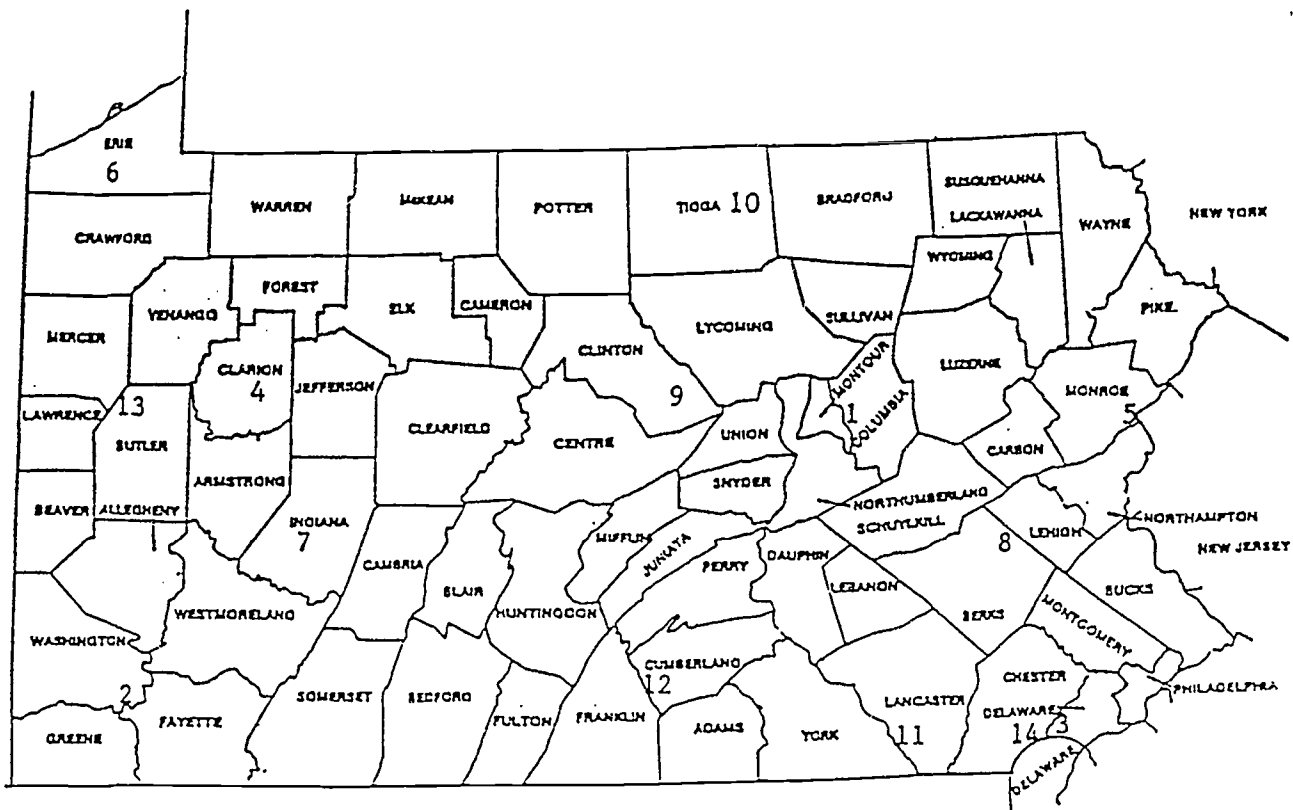 ERIE
6
SUSQUEHANNA
WARREN
McKEAN
POTTER
TIOGA 10
BRADFORD
LACKAWANNA
WAYNE
NEW YORK
CRAWFORD
WYOMING
FOREST
VENANGO
ELK
CAMERON
SULLIVAN
PIKE
MERCER
LYCOMING
CLINTON
MONTOUR
LUZERNE
CLARION
4
JEFFERSON
9
MONROE
5
LAWRENCE
13
1
COLUMBIA
CLEARFIELD
UNION
CENTRE
BUTLER
CARBON
SNYDER
ARMSTRONG
BEAVER
ALLEGHENY
NORTHUMBERLAND
INDIANA
7
SCHUYLKILL
NORTHAMPTON
8
LEHIGH
MIFFLIN
JUNIATA
DAUPHIN
NEW JERSEY
CAMBRIA
PERRY
BLAIR
LEBANON
BUCKS
WESTMORELAND
HUNTINGDON
BERKS
MONTGOMERY
WASHINGTON
CUMBERLAND
12
CHESTER
2
SOMERSET
BEDFORD
LANCASTER
PHILADELPHIA
FAYETTE
FULTON
FRANKLIN
ADAMS
YORK
11
DELAWARE
14
3
GREENE
DELAWARE